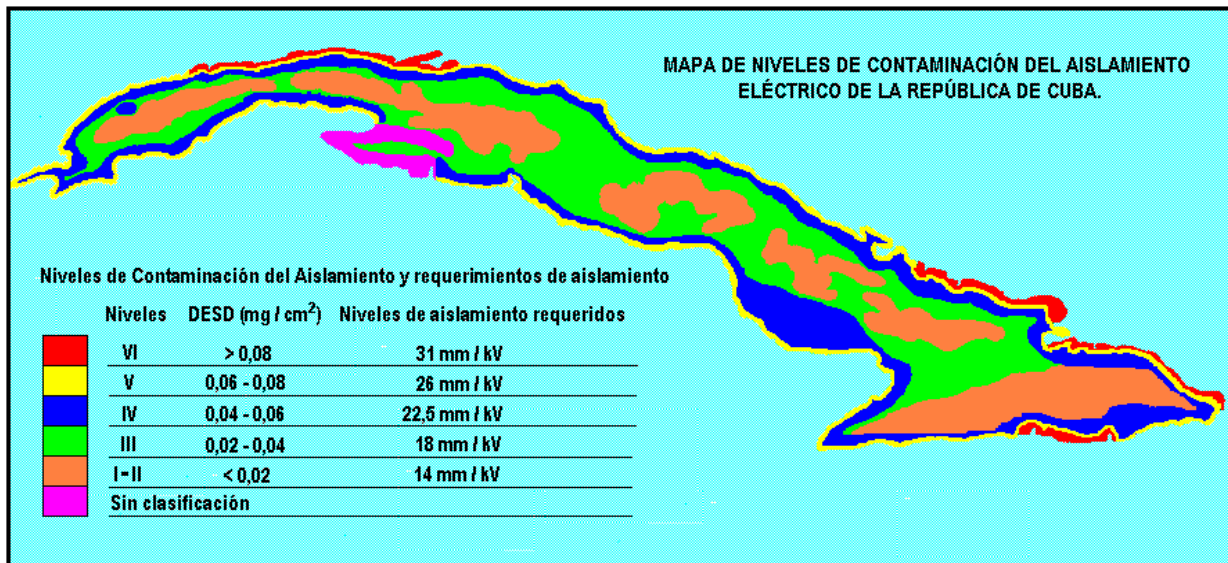 MAPA DE NIVELES DE CONTAMINACIÓN DEL AISLAMIENTO
ELÉCTRICO DE LA REPÚBLICA DE CUBA.
Niveles de Contaminación del Aislamiento y requerimientos de aislamiento
Niveles DESD (mg / cm²) Niveles de aislamiento requeridos
VI > 0,08 31 mm / kV
V 0,06 - 0,08 26 mm / kV
IV 0,04 - 0,06 22,5 mm / kV
III 0,02 - 0,04 18 mm / kV
I - II < 0,02 14 mm / kV
Sin clasificación